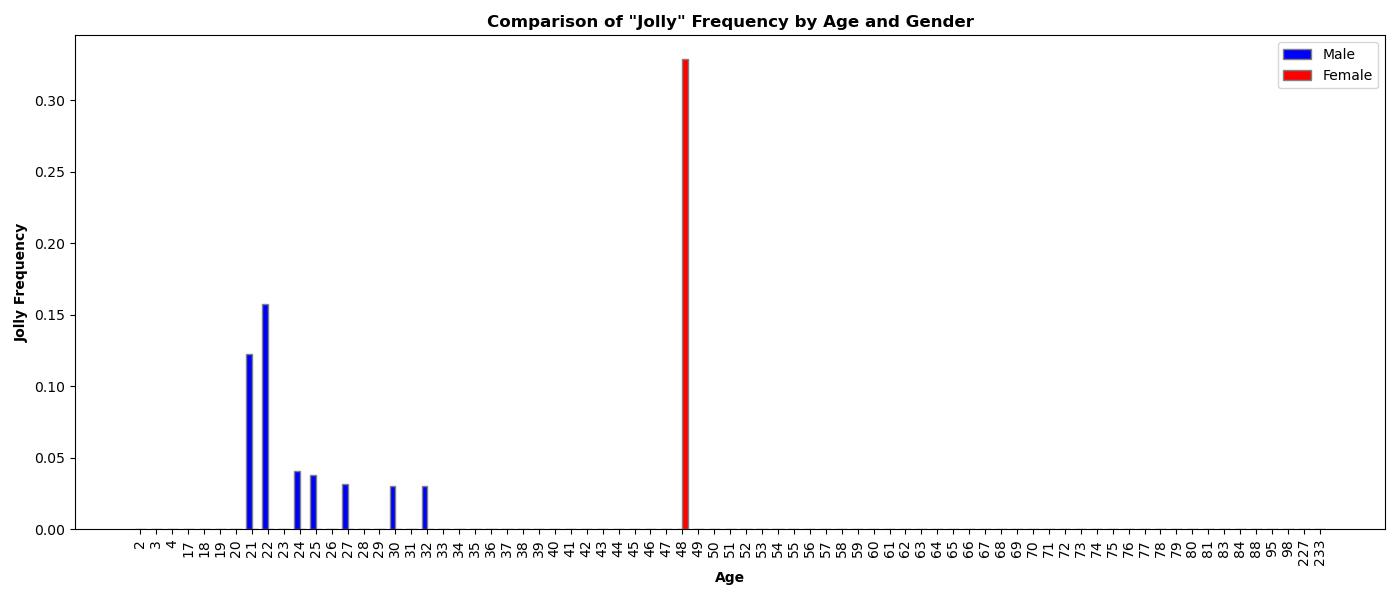 Comparison of "Jolly" Frequency by Age and Gender
Male
Female
Jolly Frequency
0.30
0.25
0.20
0.15
0.10
0.05
0.00
2 3 4 17 18 19 20 21 22 23 24 25 26 27 28 29 30 31 32 33 34 35 36 37 38 39 40 41 42 43 44 45 46 47 48 49 50 51 52 53 54 55 56 57 58 59 60 61 62 63 64 65 66 67 68 69 70 71 72 73 74 75 76 77 78 79 80 81 83 84 88 95 98 227 233
Age